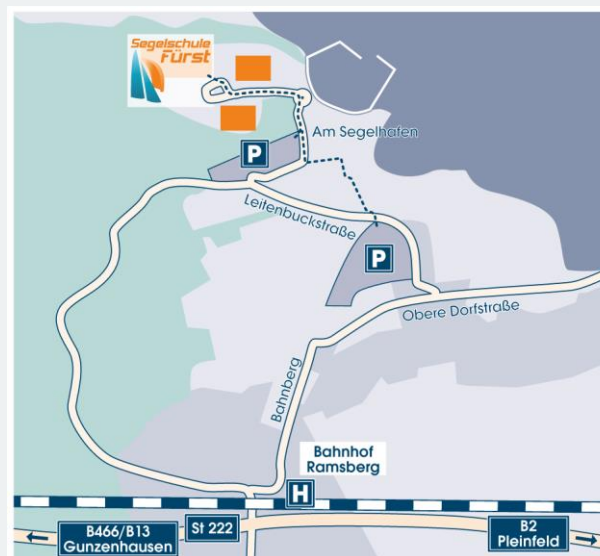 Segelschule
Fürst
Am Segelhafen
P
Leitenbuckstraße
P
Obere Dorfstraße
Bahnberg
Bahnhof
Ramsberg
H
B466/B13
Gunzenhausen
St 222
B2
Pleinfeld